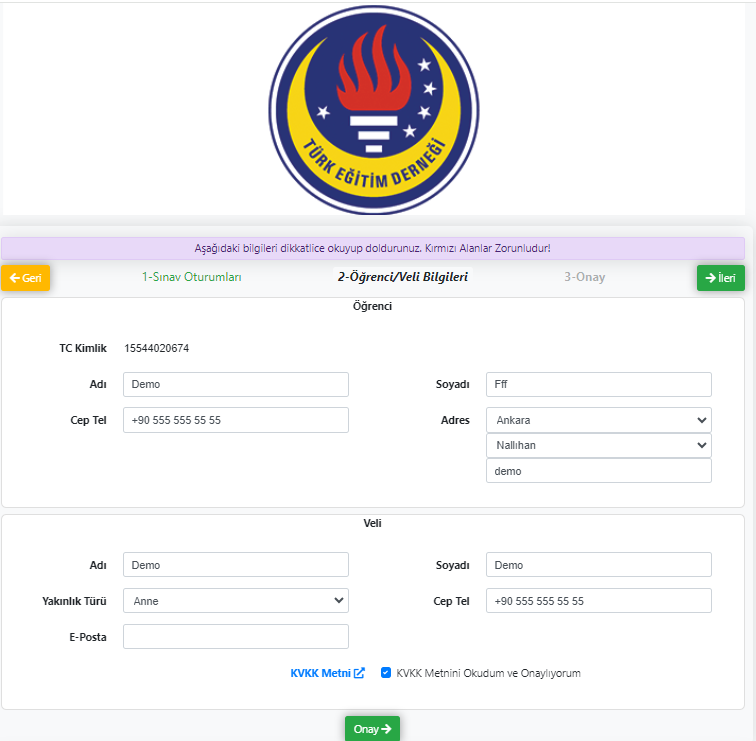 TÜRK EĞİTİM DERNEĞİ
Aşağıdaki bilgileri dikkatlice okuyup doldurunuz. Kırmızı Alanlar Zorunludur!
Geri 1-Sınav Oturumları 2-Öğrenci/Veli Bilgileri 3-Onay İleri
Öğrenci
TC Kimlik 15544020674
Adı Demo Soyadı Fff
Cep Tel +90 555 555 55 55 Adres Ankara
Nallıhan
demo
Veli
Adı Demo Soyadı Demo
Yakınlık Türü Anne Cep Tel +90 555 555 55 55
E-Posta
KVKK Metni KVKK Metnini Okudum ve Onaylıyorum
Onay